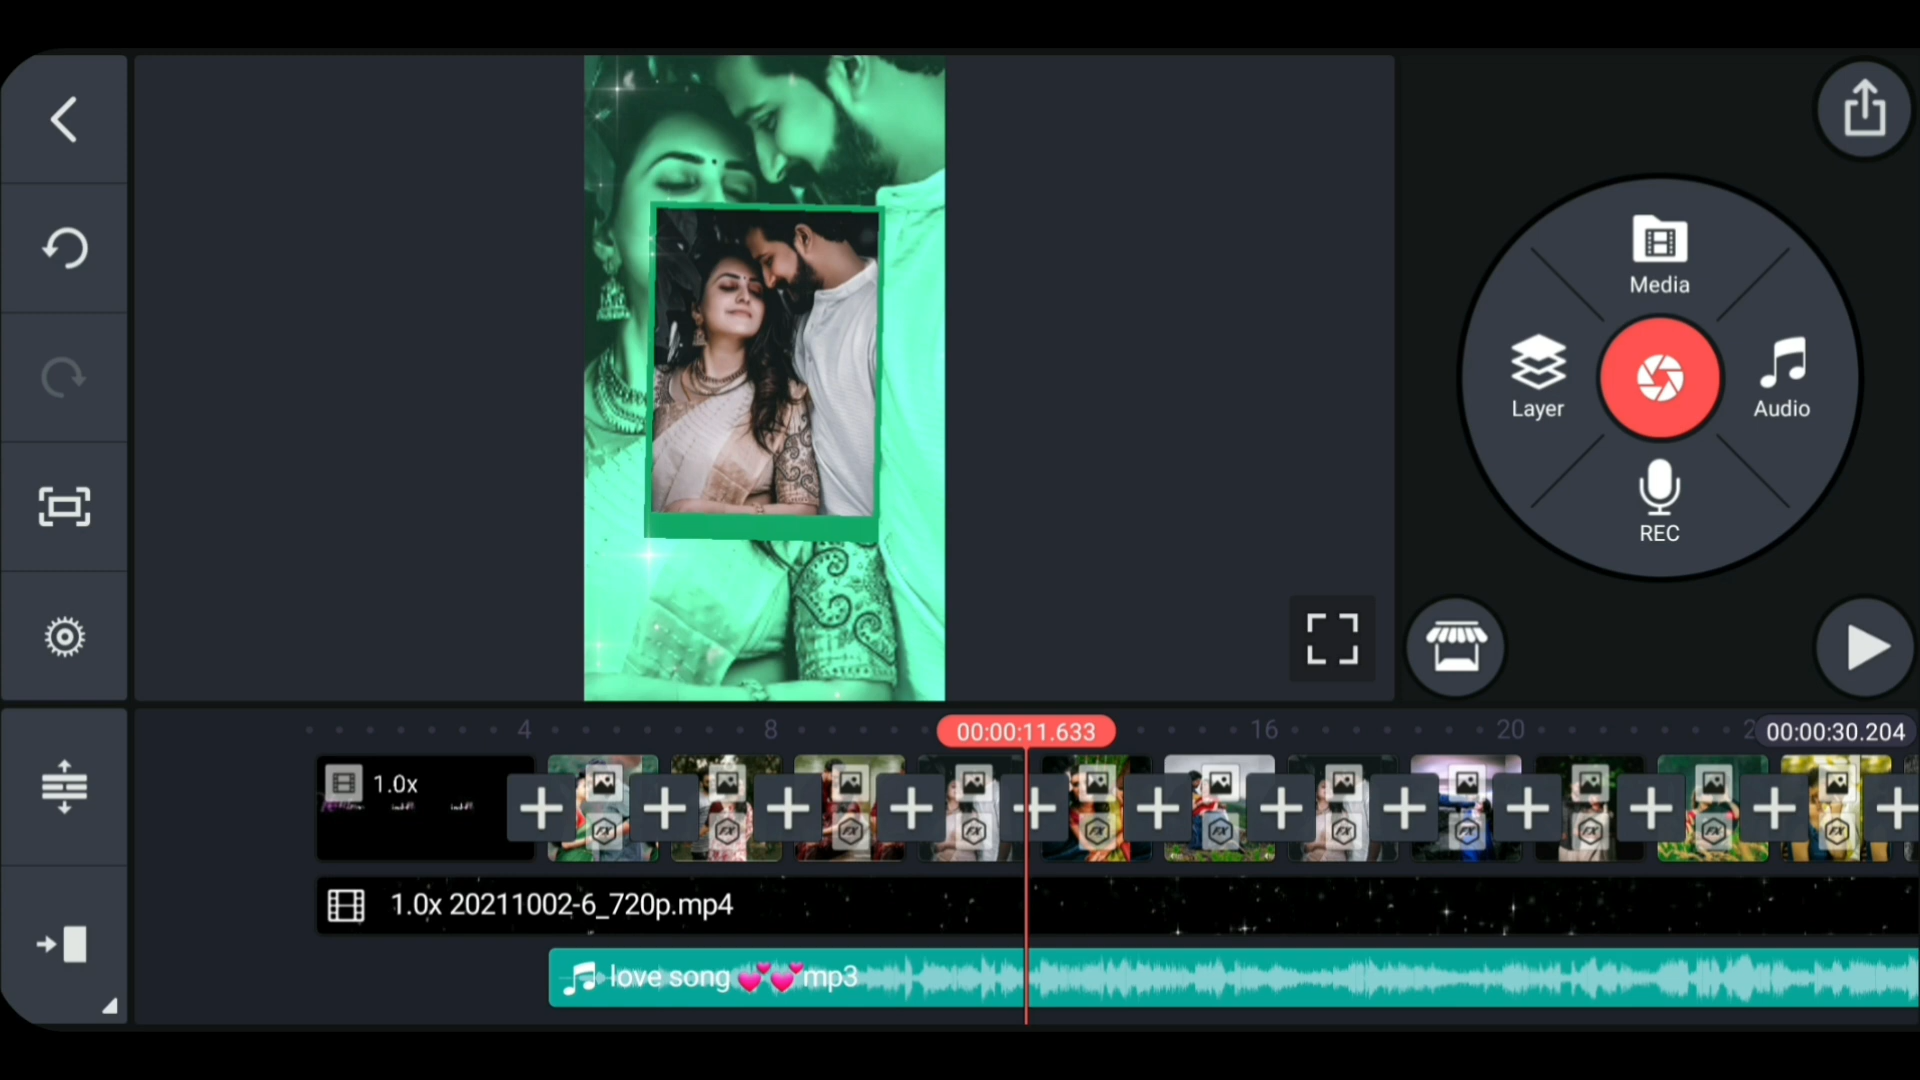 Media
Layer
Audio
REC
4
8
00:00:11.633
16
20
2
00:00:30.204
1.0x
1.0x 20211002-6_720p.mp4
love song 💕💕mp3